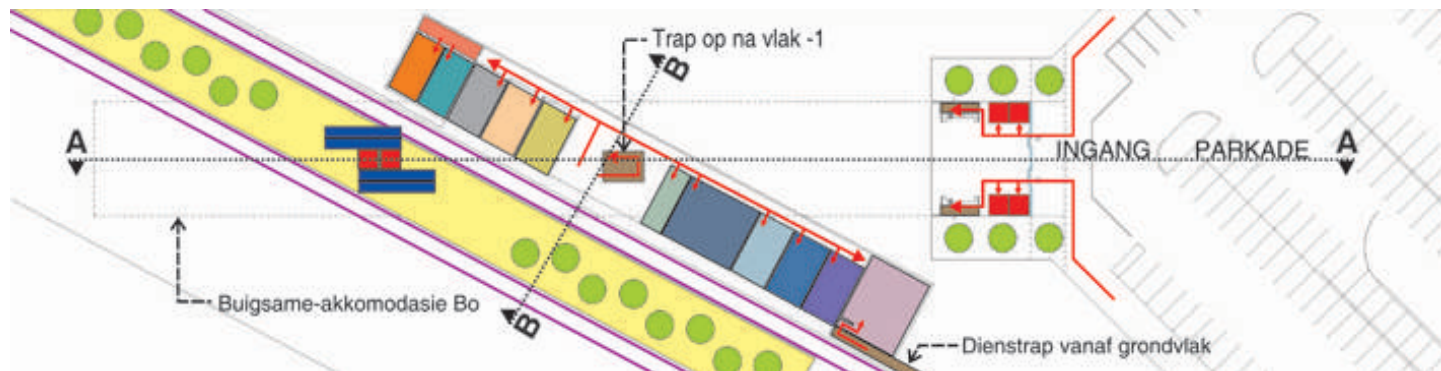 Trap op na vlak -1
B
A
INGANG PARKADE
A
Buigsame-akkomodasie Bo
B
Dienstrap vanaf grondvlak